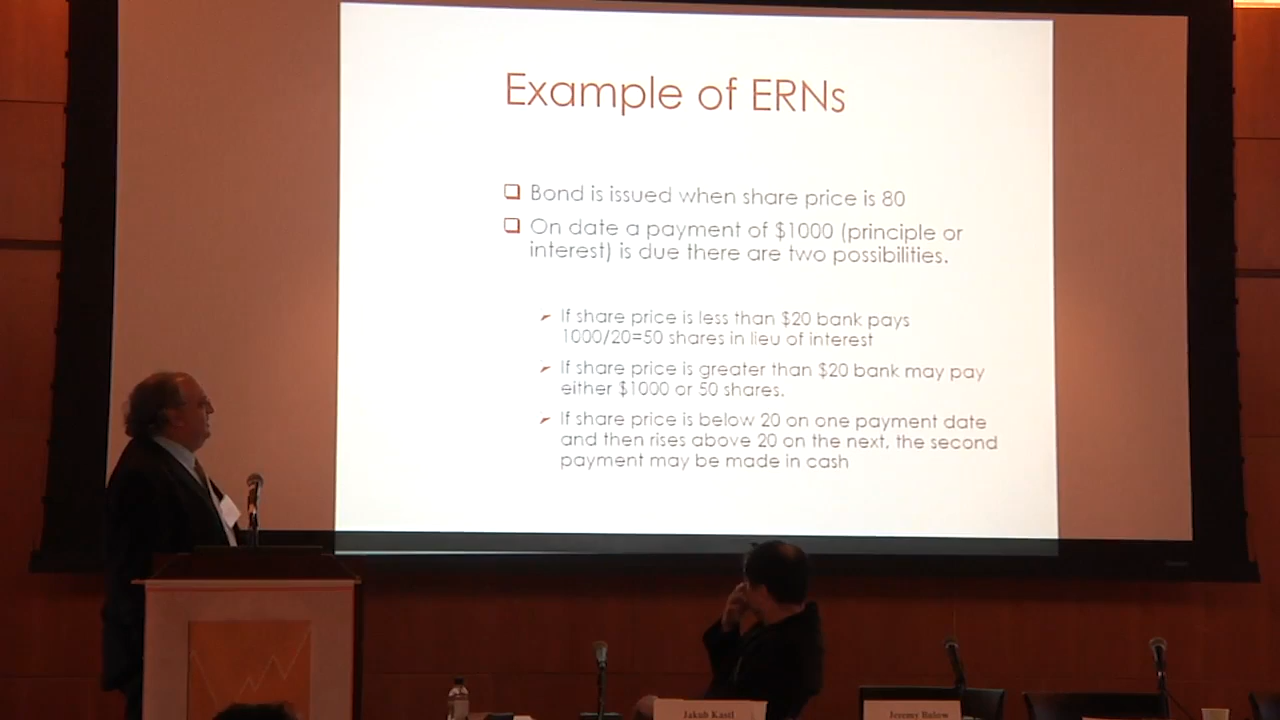 Example of ERNs
Bond is issued when share price is 80
On date a payment of $1000 (principle or
interest) is due there are two possibilities.
If share price is less than $20 bank pays
1000/20=50 shares in lieu of interest
If share price is greater than $20 bank may pay
either $1000 or 50 shares.
If share price is below 20 on one payment date
and then rises above 20 on the next, the second
payment may be made in cash
Jakub Kastl
Jeremy Bulow